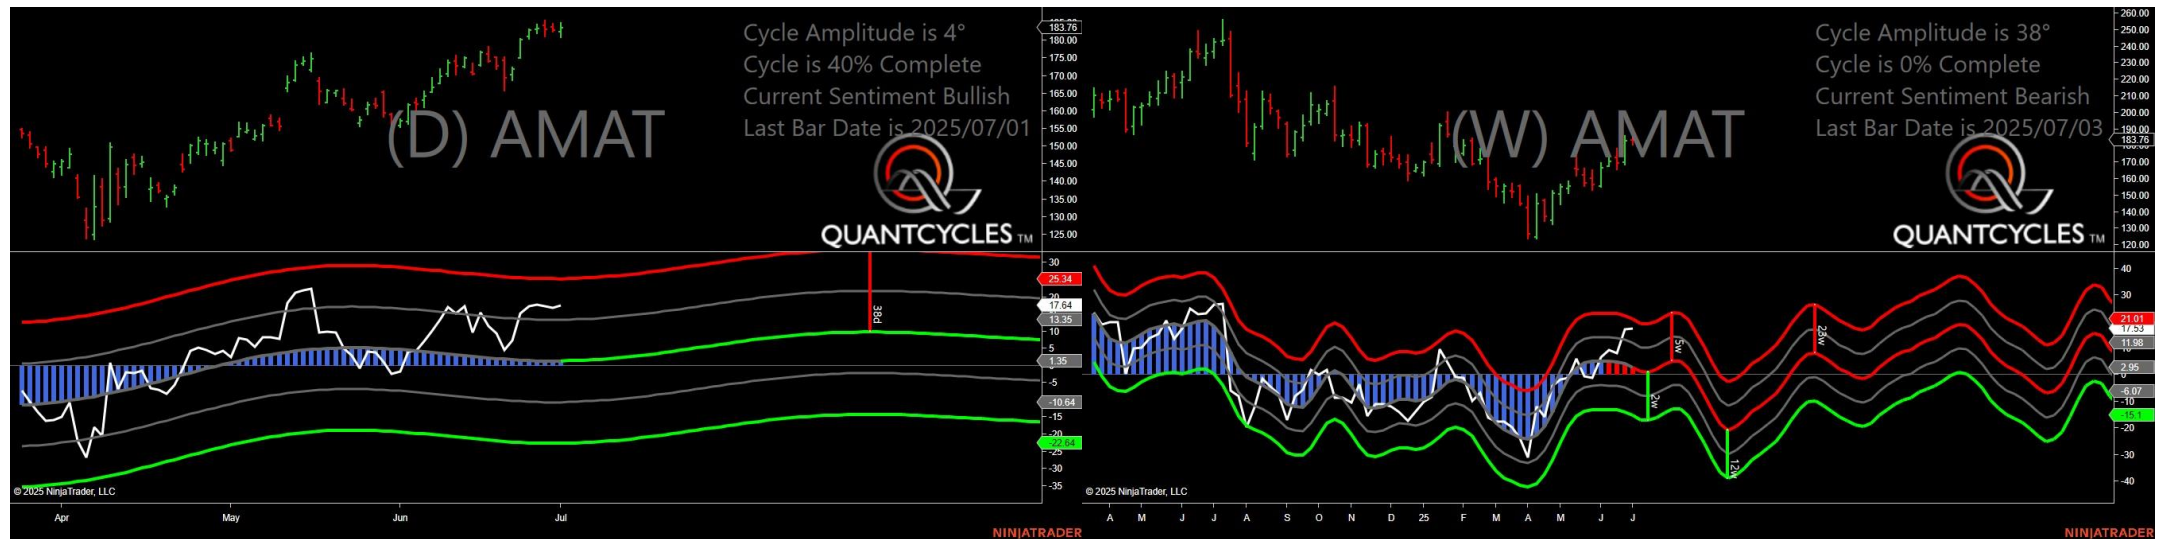 Cycle Amplitude is 4°
Cycle is 40% Complete
Current Sentiment Bullish
Last Bar Date is 2025/07/01
(D) AMAT
QUANTCYCLES TM
183.76
180.00
175.00
170.00
165.00
160.00
155.00
150.00
145.00
140.00
135.00
130.00
125.00
30
25.34
20
17.64
13.35
10
5
1.35
-5
-10.64
-15
-20
-22.64
-25
-30
-35
38d
© 2025 NinjaTrader, LLC
Apr May Jun Jul
NINJATRADER
Cycle Amplitude is 38°
Cycle is 0% Complete
Current Sentiment Bearish
Last Bar Date is 2025/07/03
(W) AMAT
QUANTCYCLES TM
260.00
250.00
240.00
230.00
220.00
210.00
200.00
190.00
183.76
180.00
170.00
160.00
150.00
140.00
130.00
120.00
40
30
21.01
17.53
11.98
2.95
0
-6.07
-10
-15.1
-20
-30
-40
5w
2w
23w
12w
© 2025 NinjaTrader, LLC
A M J J A S O N D 25 F M A M J J
NINJATRADER